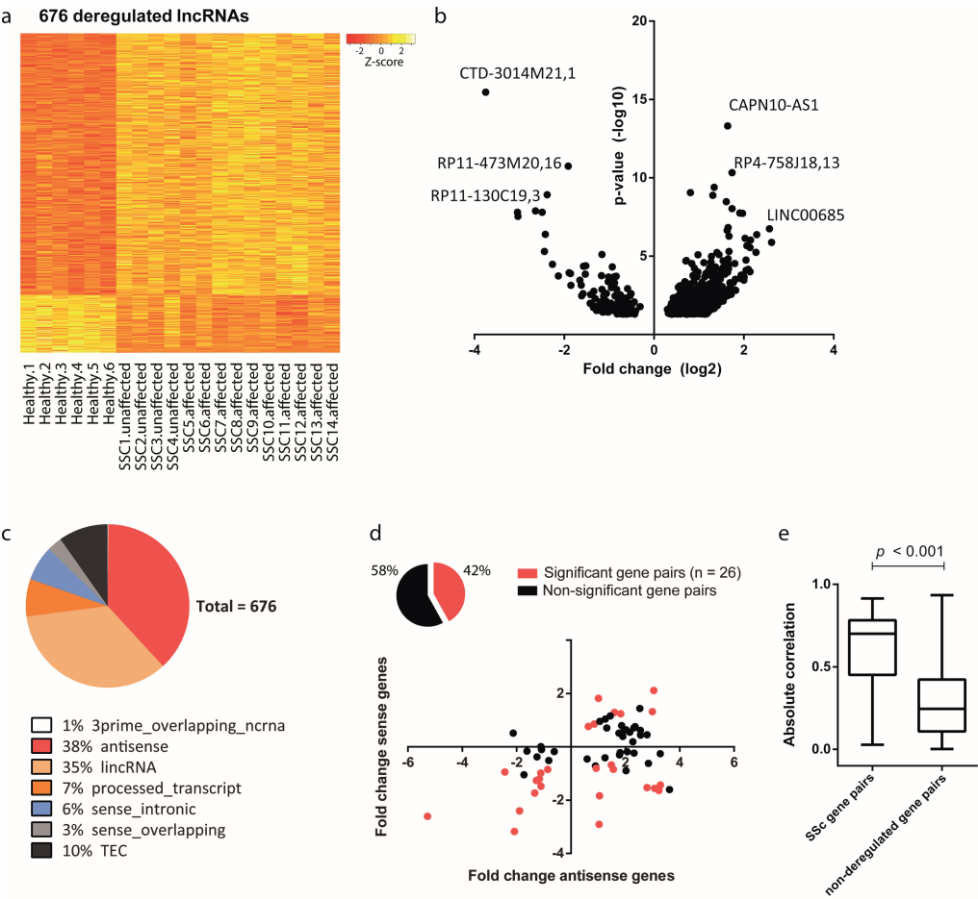 a
676 deregulated lncRNAs
-2 0 2
Z-score
Healthy.1
Healthy.2
Healthy.3
Healthy.4
Healthy.5
Healthy.6
SSC1.unaffected
SSC2.unaffected
SSC3.unaffected
SSC4.unaffected
SSC5.affected
SSC6.affected
SSC7.affected
SSC8.affected
SSC9.affected
SSC10.affected
SSC11.affected
SSC12.affected
SSC13.affected
SSC14.affected
b
20
15
10
5
p-value (-log10)
CTD-3014M21,1
CAPN10-AS1
RP11-473M20,16
RP4-758J18,13
RP11-130C19,3
LINC00685
-4 -2 0 2 4
Fold change (log2)
c
Total = 676
1% 3prime_overlapping_ncrna
38% antisense
35% lincRNA
7% processed_transcript
6% sense_intronic
3% sense_overlapping
10% TEC
d
58%
42%
Significant gene pairs (n = 26)
Non-significant gene pairs
Fold change sense genes
2
-6 -4 -2 2 4 6
-2
-4
Fold change antisense genes
e
p < 0.001
Absolute correlation
1.0
0.5
0.0
SSc gene pairs
non-deregulated gene pairs